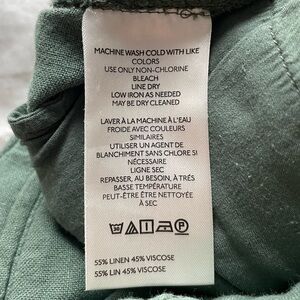 MACHINE WASH COLD WITH LIKE
COLORS
USE ONLY NON-CHLORINE
BLEACH
LINE DRY
LOW IRON AS NEEDED
MAY BE DRY CLEANED
LAVER À LA MACHINE À L'EAU
FROIDE AVEC COULEURS
SIMILAIRES
UTILISER UN AGENT DE
BLANCHIMENT SANS CHLORE SI
NÉCESSAIRE
LIGNE SEC
REPASSER, AU BESOIN, À TRÈS
BASSE TEMPÉRATURE
PEUT-ÊTRE ÊTRE NETTOYÉ
À SEC
55% LINEN 45% VISCOSE
55% LIN 45% VISCOSE